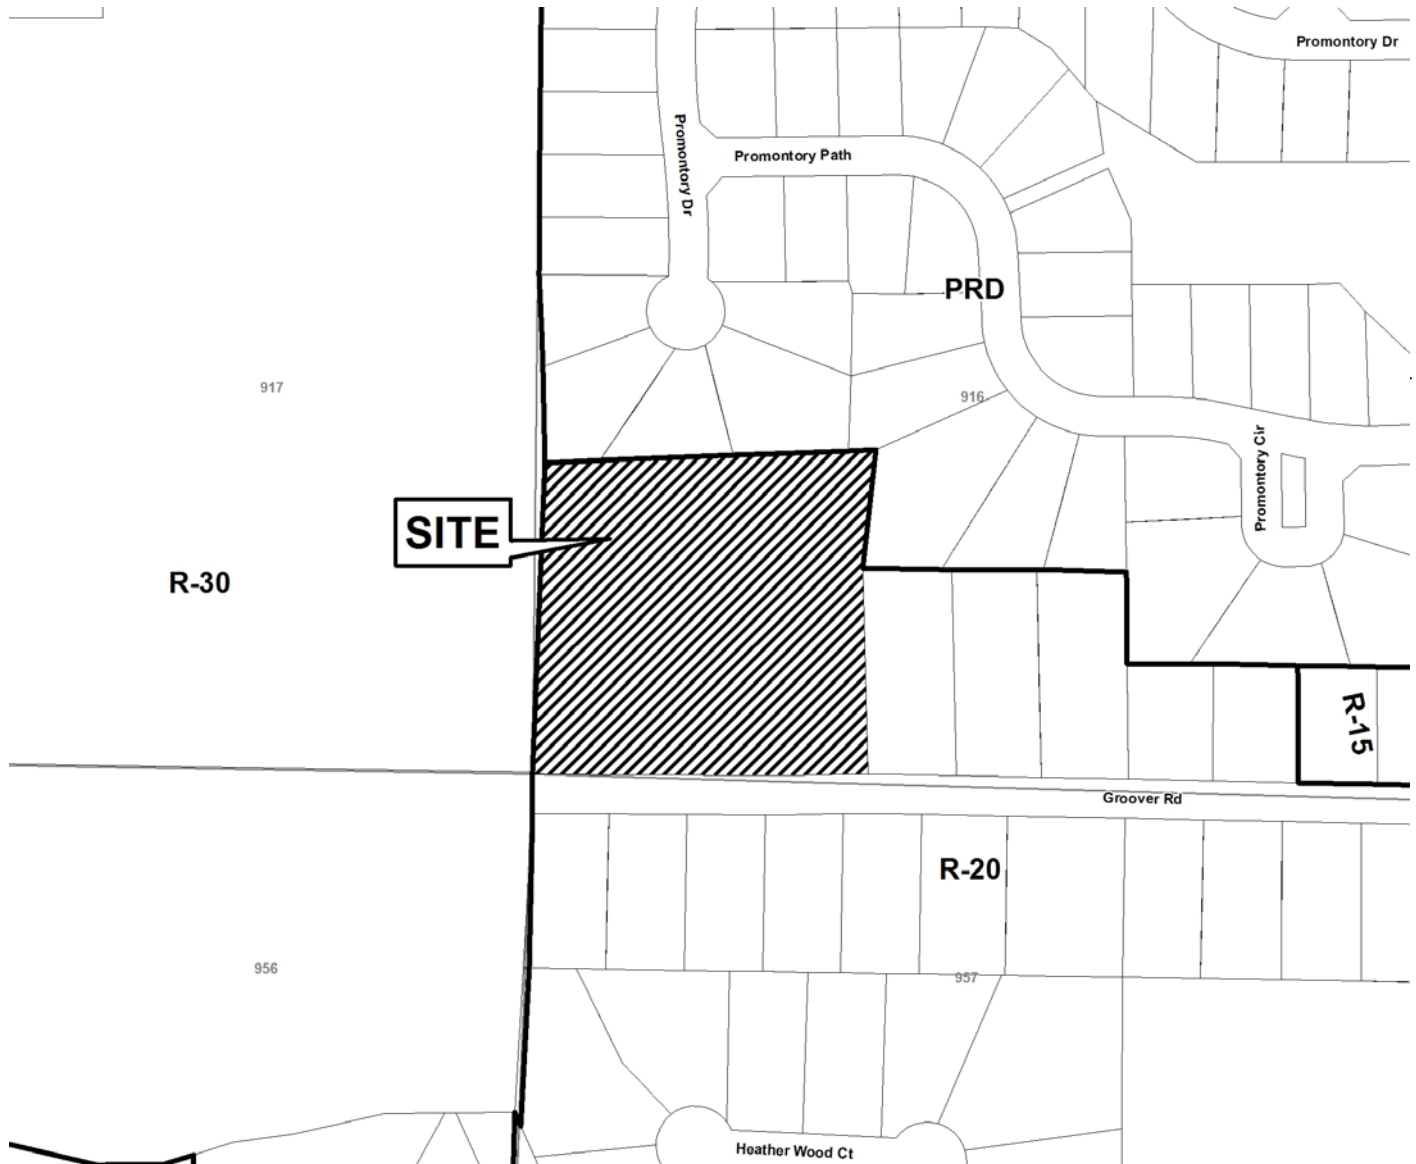 Promontory Dr
Promontory Dr
Promontory Path
PRD
917
916
Promontory Cir
SITE
R-30
R-15
Groover Rd
R-20
956
957
Heather Wood Ct